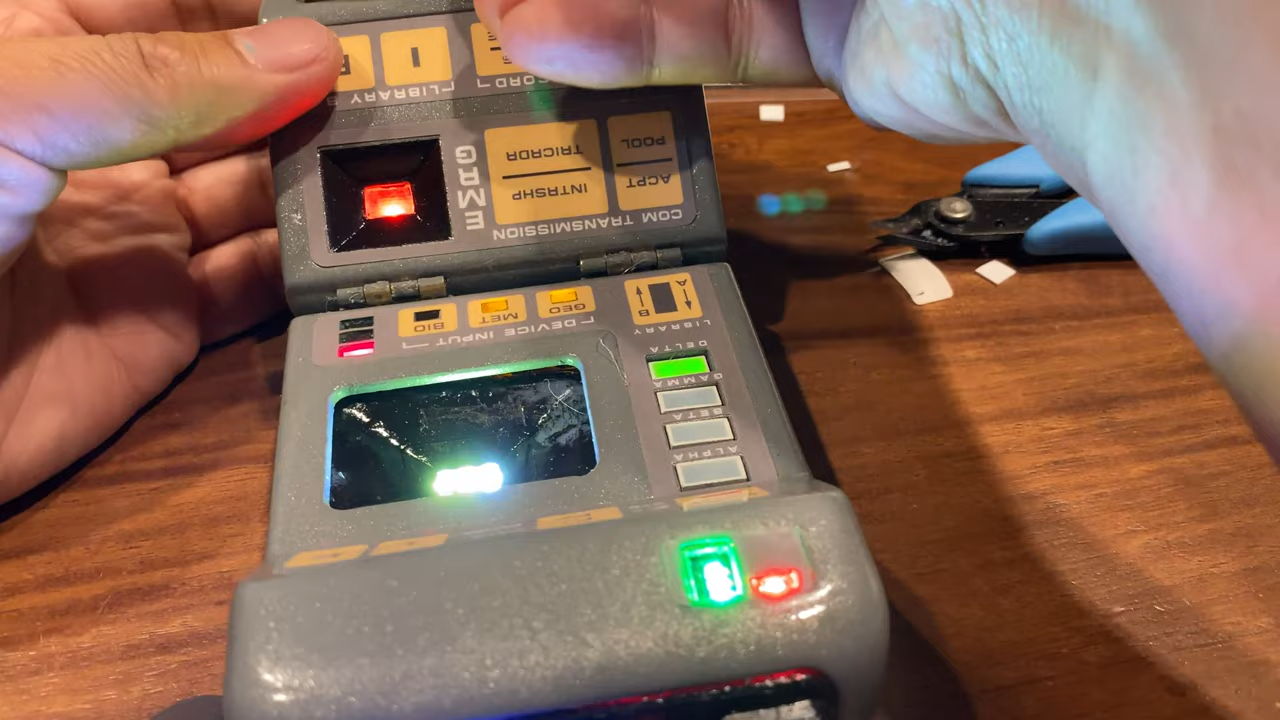 ALPHA
BETA
GAMMA
DELTA
LIBRARY
A B
DEVICE INPUT
GEO MET BIO
COM TRANSMISSION
ACPT
POOL
INTRSHP
TRICRDR
EMRG
LIBRARY B
I